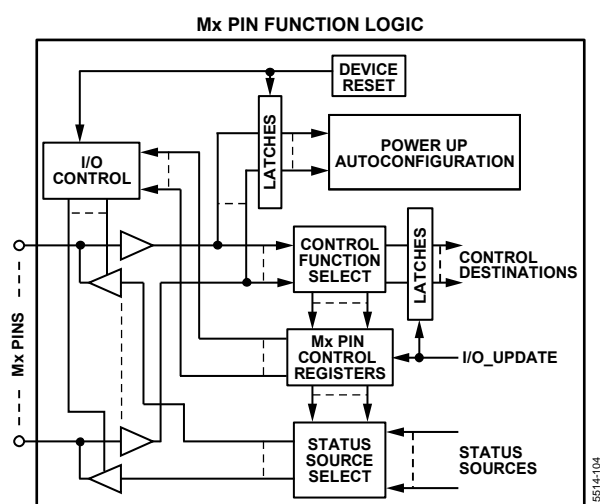 Mx PIN FUNCTION LOGIC
DEVICE
RESET
LATCHES
POWER UP
AUTOCONFIGURATION
I/O
CONTROL
CONTROL
FUNCTION
SELECT
LATCHES
CONTROL
DESTINATIONS
Mx PINS
Mx PIN
CONTROL
REGISTERS
I/O_UPDATE
STATUS
SOURCE
SELECT
STATUS
SOURCES
5514-104